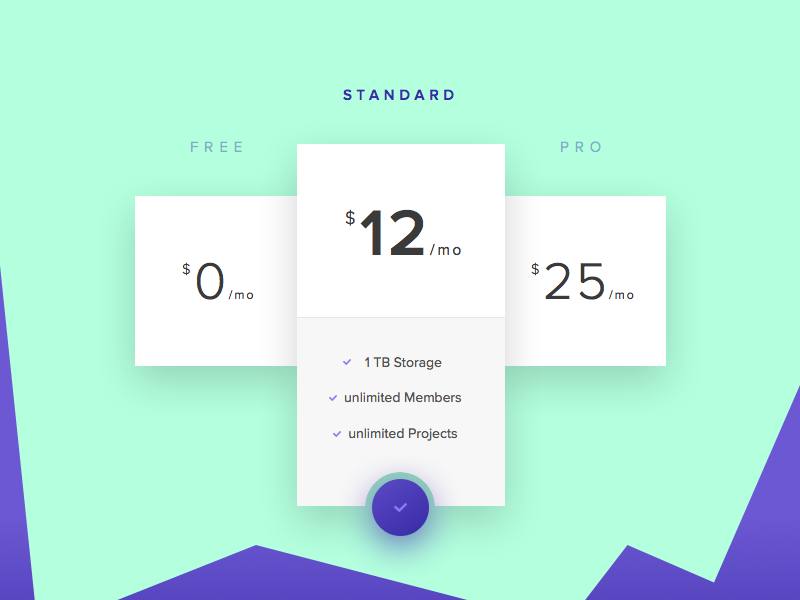 STANDARD
FREE
PRO
$12/mo
$0/mo
$25/mo
1 TB Storage
unlimited Members
unlimited Projects